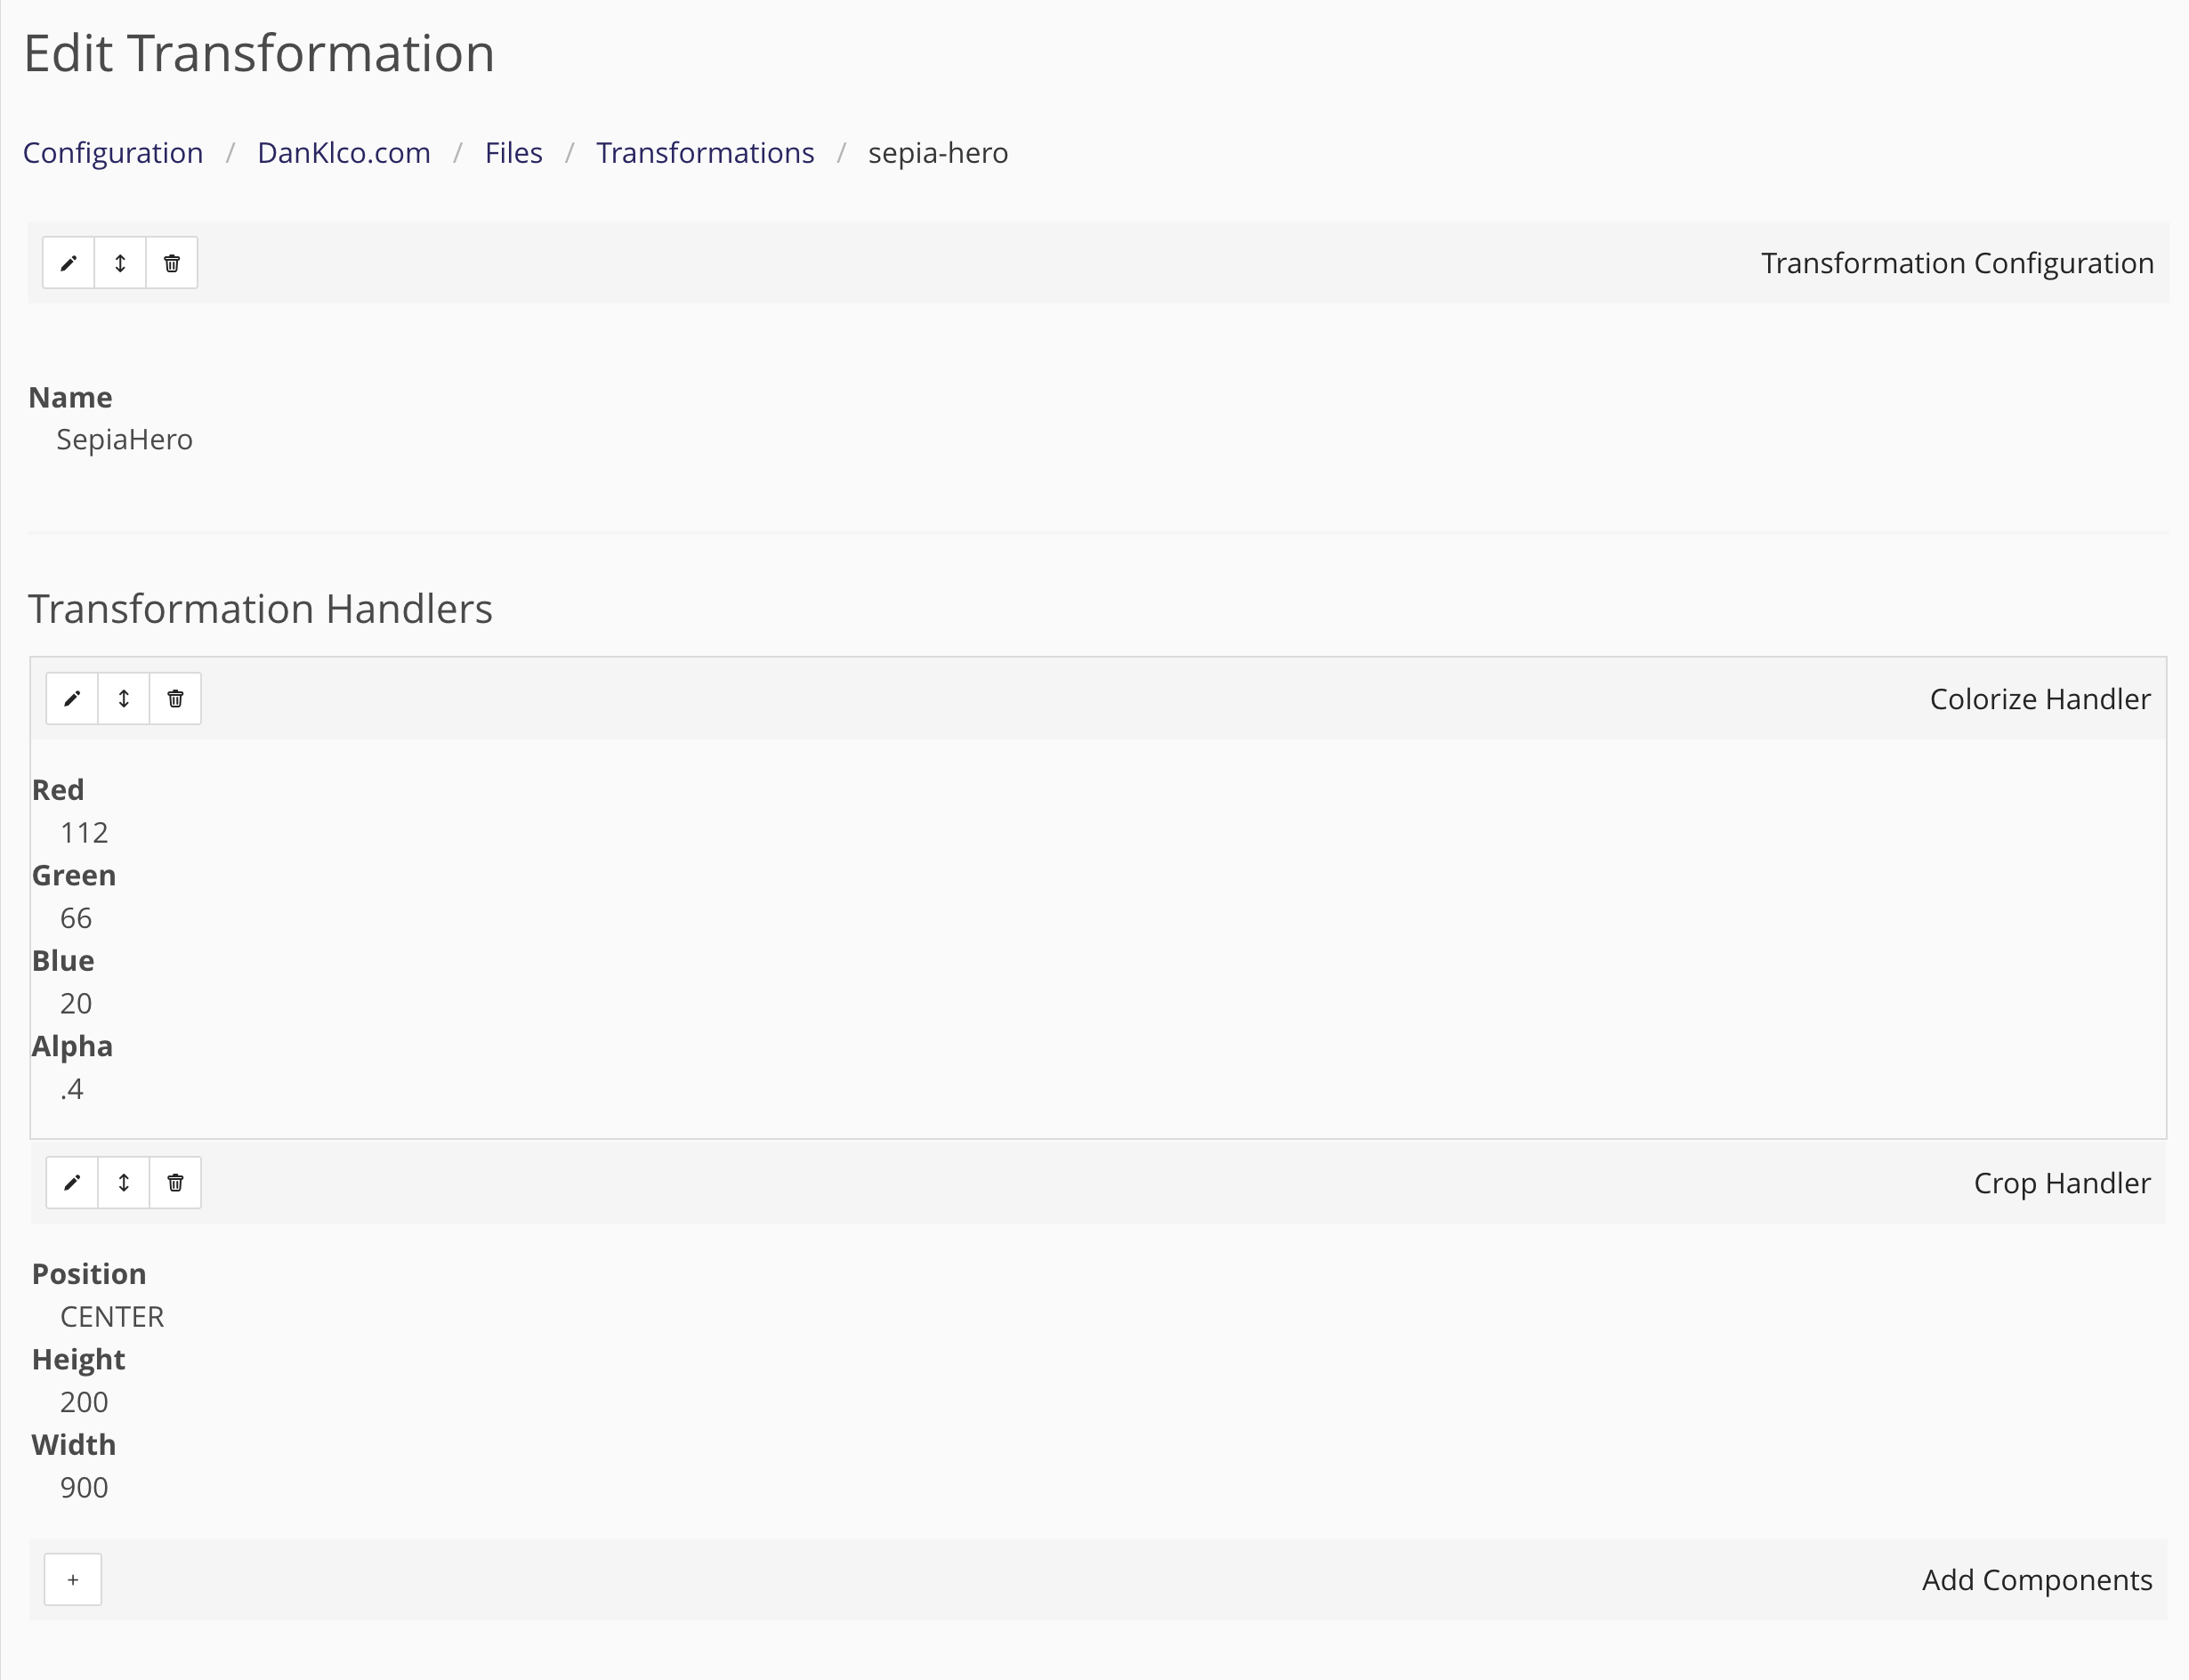 Edit Transformation
Configuration / DanKlco.com / Files / Transformations / sepia-hero
Transformation Configuration
Name
SepiaHero
Transformation Handlers
Colorize Handler
Red
112
Green
66
Blue
20
Alpha
.4
Crop Handler
Position
CENTER
Height
200
Width
900
+ Add Components